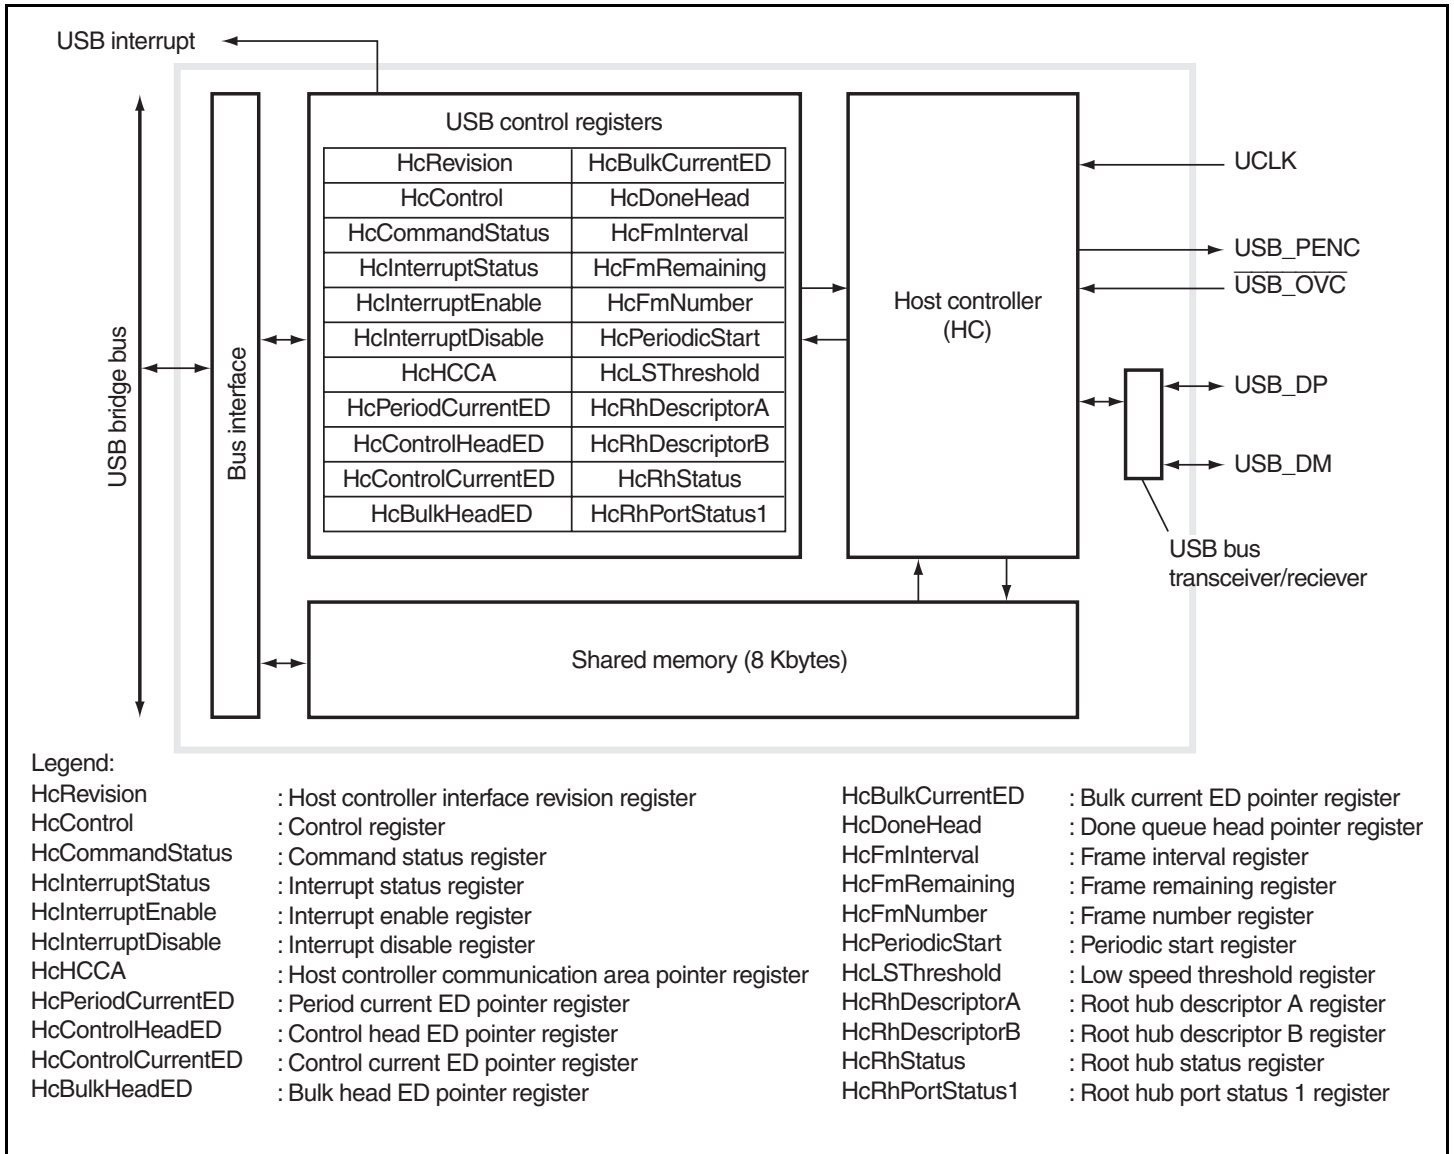 USB interrupt
USB bridge bus
Bus interface
USB control registers
HcRevision HcBulkCurrentED
HcControl HcDoneHead
HcCommandStatus HcFmInterval
HcInterruptStatus HcFmRemaining
HcInterruptEnable HcFmNumber
HcInterruptDisable HcPeriodicStart
HcHCCA HcLSThreshold
HcPeriodCurrentED HcRhDescriptorA
HcControlHeadED HcRhDescriptorB
HcControlCurrentED HcRhStatus
HcBulkHeadED HcRhPortStatus1
Host controller
(HC)
UCLK
USB_PENC
USB_OVC
USB_DP
USB_DM
USB bus
transceiver/reciever
Shared memory (8 Kbytes)
Legend:
HcRevision : Host controller interface revision register
HcControl : Control register
HcCommandStatus : Command status register
HcInterruptStatus : Interrupt status register
HcInterruptEnable : Interrupt enable register
HcInterruptDisable : Interrupt disable register
HcHCCA : Host controller communication area pointer register
HcPeriodCurrentED : Period current ED pointer register
HcControlHeadED : Control head ED pointer register
HcControlCurrentED : Control current ED pointer register
HcBulkHeadED : Bulk head ED pointer register
HcBulkCurrentED : Bulk current ED pointer register
HcDoneHead : Done queue head pointer register
HcFmInterval : Frame interval register
HcFmRemaining : Frame remaining register
HcFmNumber : Frame number register
HcPeriodicStart : Periodic start register
HcLSThreshold : Low speed threshold register
HcRhDescriptorA : Root hub descriptor A register
HcRhDescriptorB : Root hub descriptor B register
HcRhStatus : Root hub status register
HcRhPortStatus1 : Root hub port status 1 register